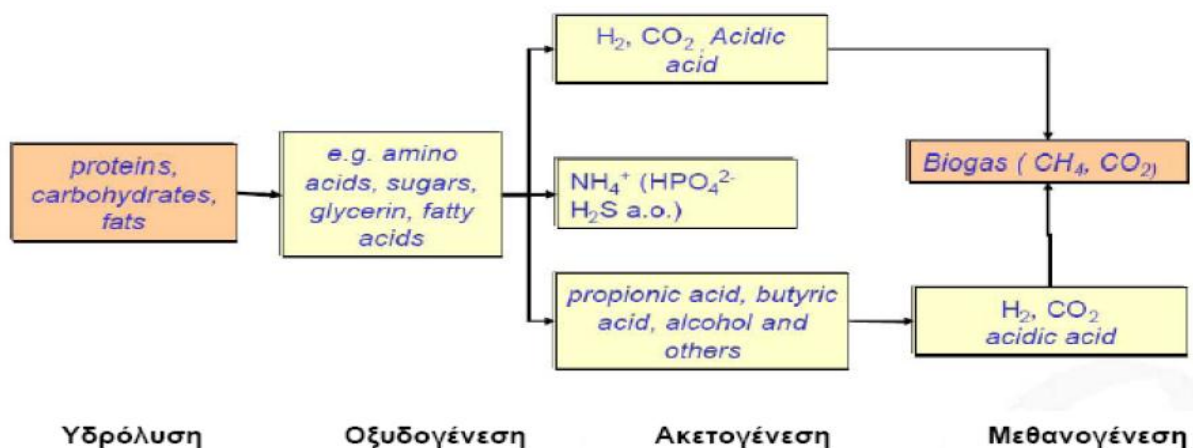 H₂, CO₂, Acidic
acid
proteins,
carbohydrates,
fats
e.g. amino
acids, sugars,
glycerin, fatty
acids
NH₄⁺ (HPO₄²⁻
H₂S a.o.)
Biogas ( CH₄, CO₂)
propionic acid, butyric
acid, alcohol and
others
H₂, CO₂
acidic acid
Υδρόλυση Οξυδογένεση Ακετογένεση Μεθανογένεση